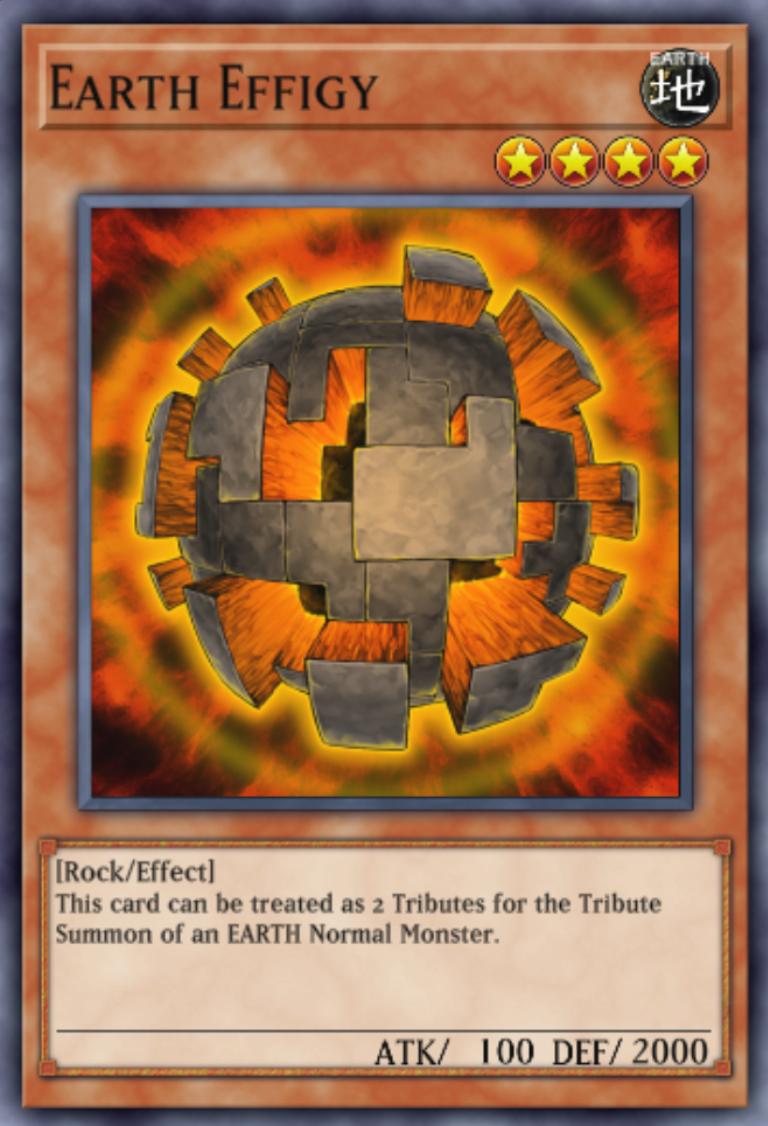 EARTH EFFIGY
EARTH
地
[Rock/Effect]
This card can be treated as 2 Tributes for the Tribute
Summon of an EARTH Normal Monster.
ATK/ 100 DEF/ 2000